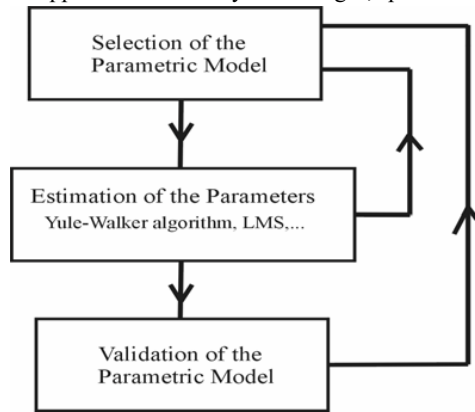 Selection of the
Parametric Model
Estimation of the Parameters
Yule-Walker algorithm, LMS,...
Validation of the
Parametric Model